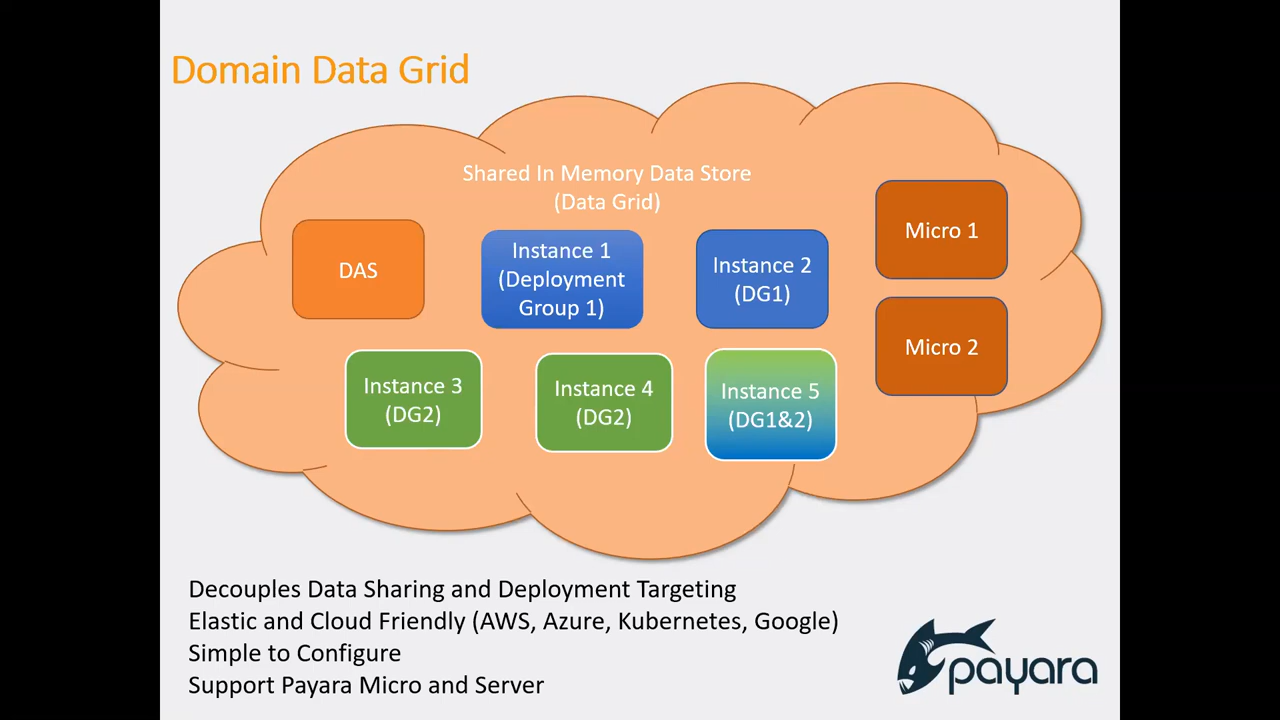 Domain Data Grid
Shared In Memory Data Store
(Data Grid)
DAS
Instance 1
(Deployment
Group 1)
Instance 2
(DG1)
Micro 1
Micro 2
Instance 3
(DG2)
Instance 4
(DG2)
Instance 5
(DG1&2)
Decouples Data Sharing and Deployment Targeting
Elastic and Cloud Friendly (AWS, Azure, Kubernetes, Google)
Simple to Configure
Support Payara Micro and Server
payara